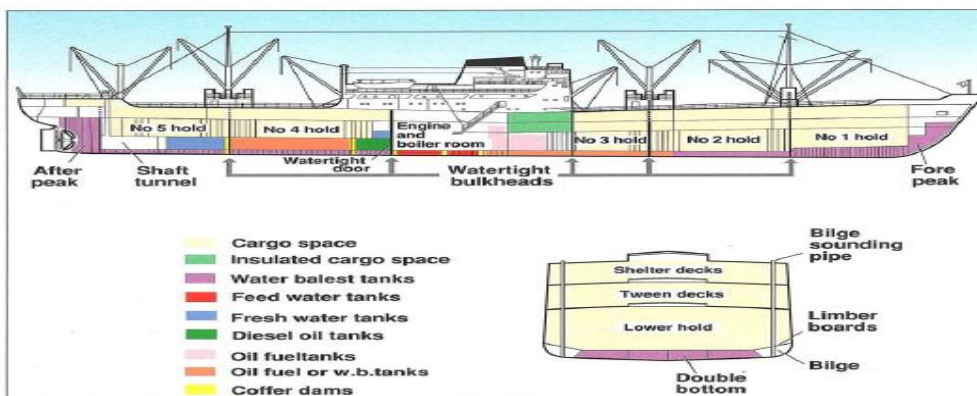 No 5 hold
No 4 hold
Engine
and
boiler room
No 3 hold
No 2 hold
No 1 hold
After
peak
Shaft
tunnel
Watertight
door
Watertight
bulkheads
Fore
peak
Cargo space
Insulated cargo space
Water balest tanks
Feed water tanks
Fresh water tanks
Diesel oil tanks
Oil fueltanks
Oil fuel or w.b.tanks
Coffer dams
Bilge
sounding
pipe
Shelter decks
Tween decks
Lower hold
Limber
boards
Bilge
Double
bottom